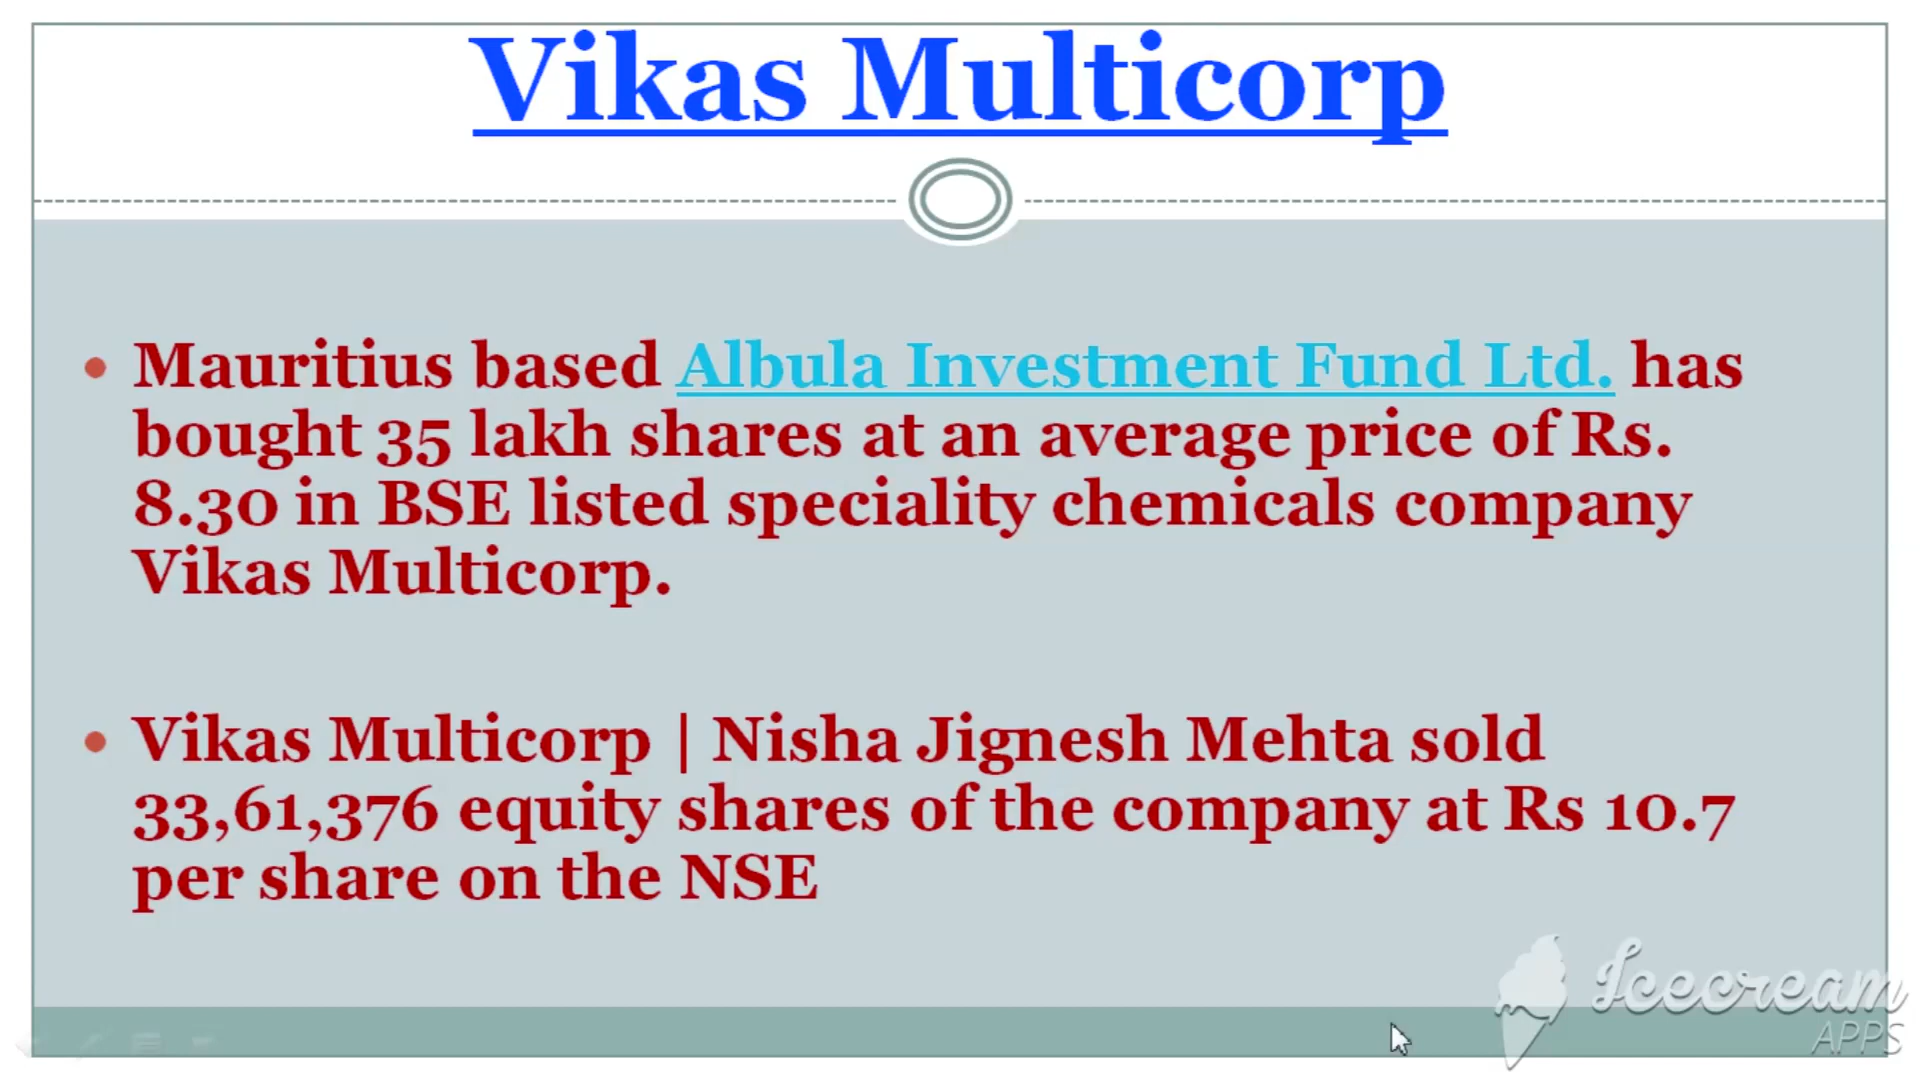 Vikas Multicorp
Mauritius based Albula Investment Fund Ltd. has
bought 35 lakh shares at an average price of Rs.
8.30 in BSE listed speciality chemicals company
Vikas Multicorp.
Vikas Multicorp | Nisha Jignesh Mehta sold
33,61,376 equity shares of the company at Rs 10.7
per share on the NSE
Icecream
APPS